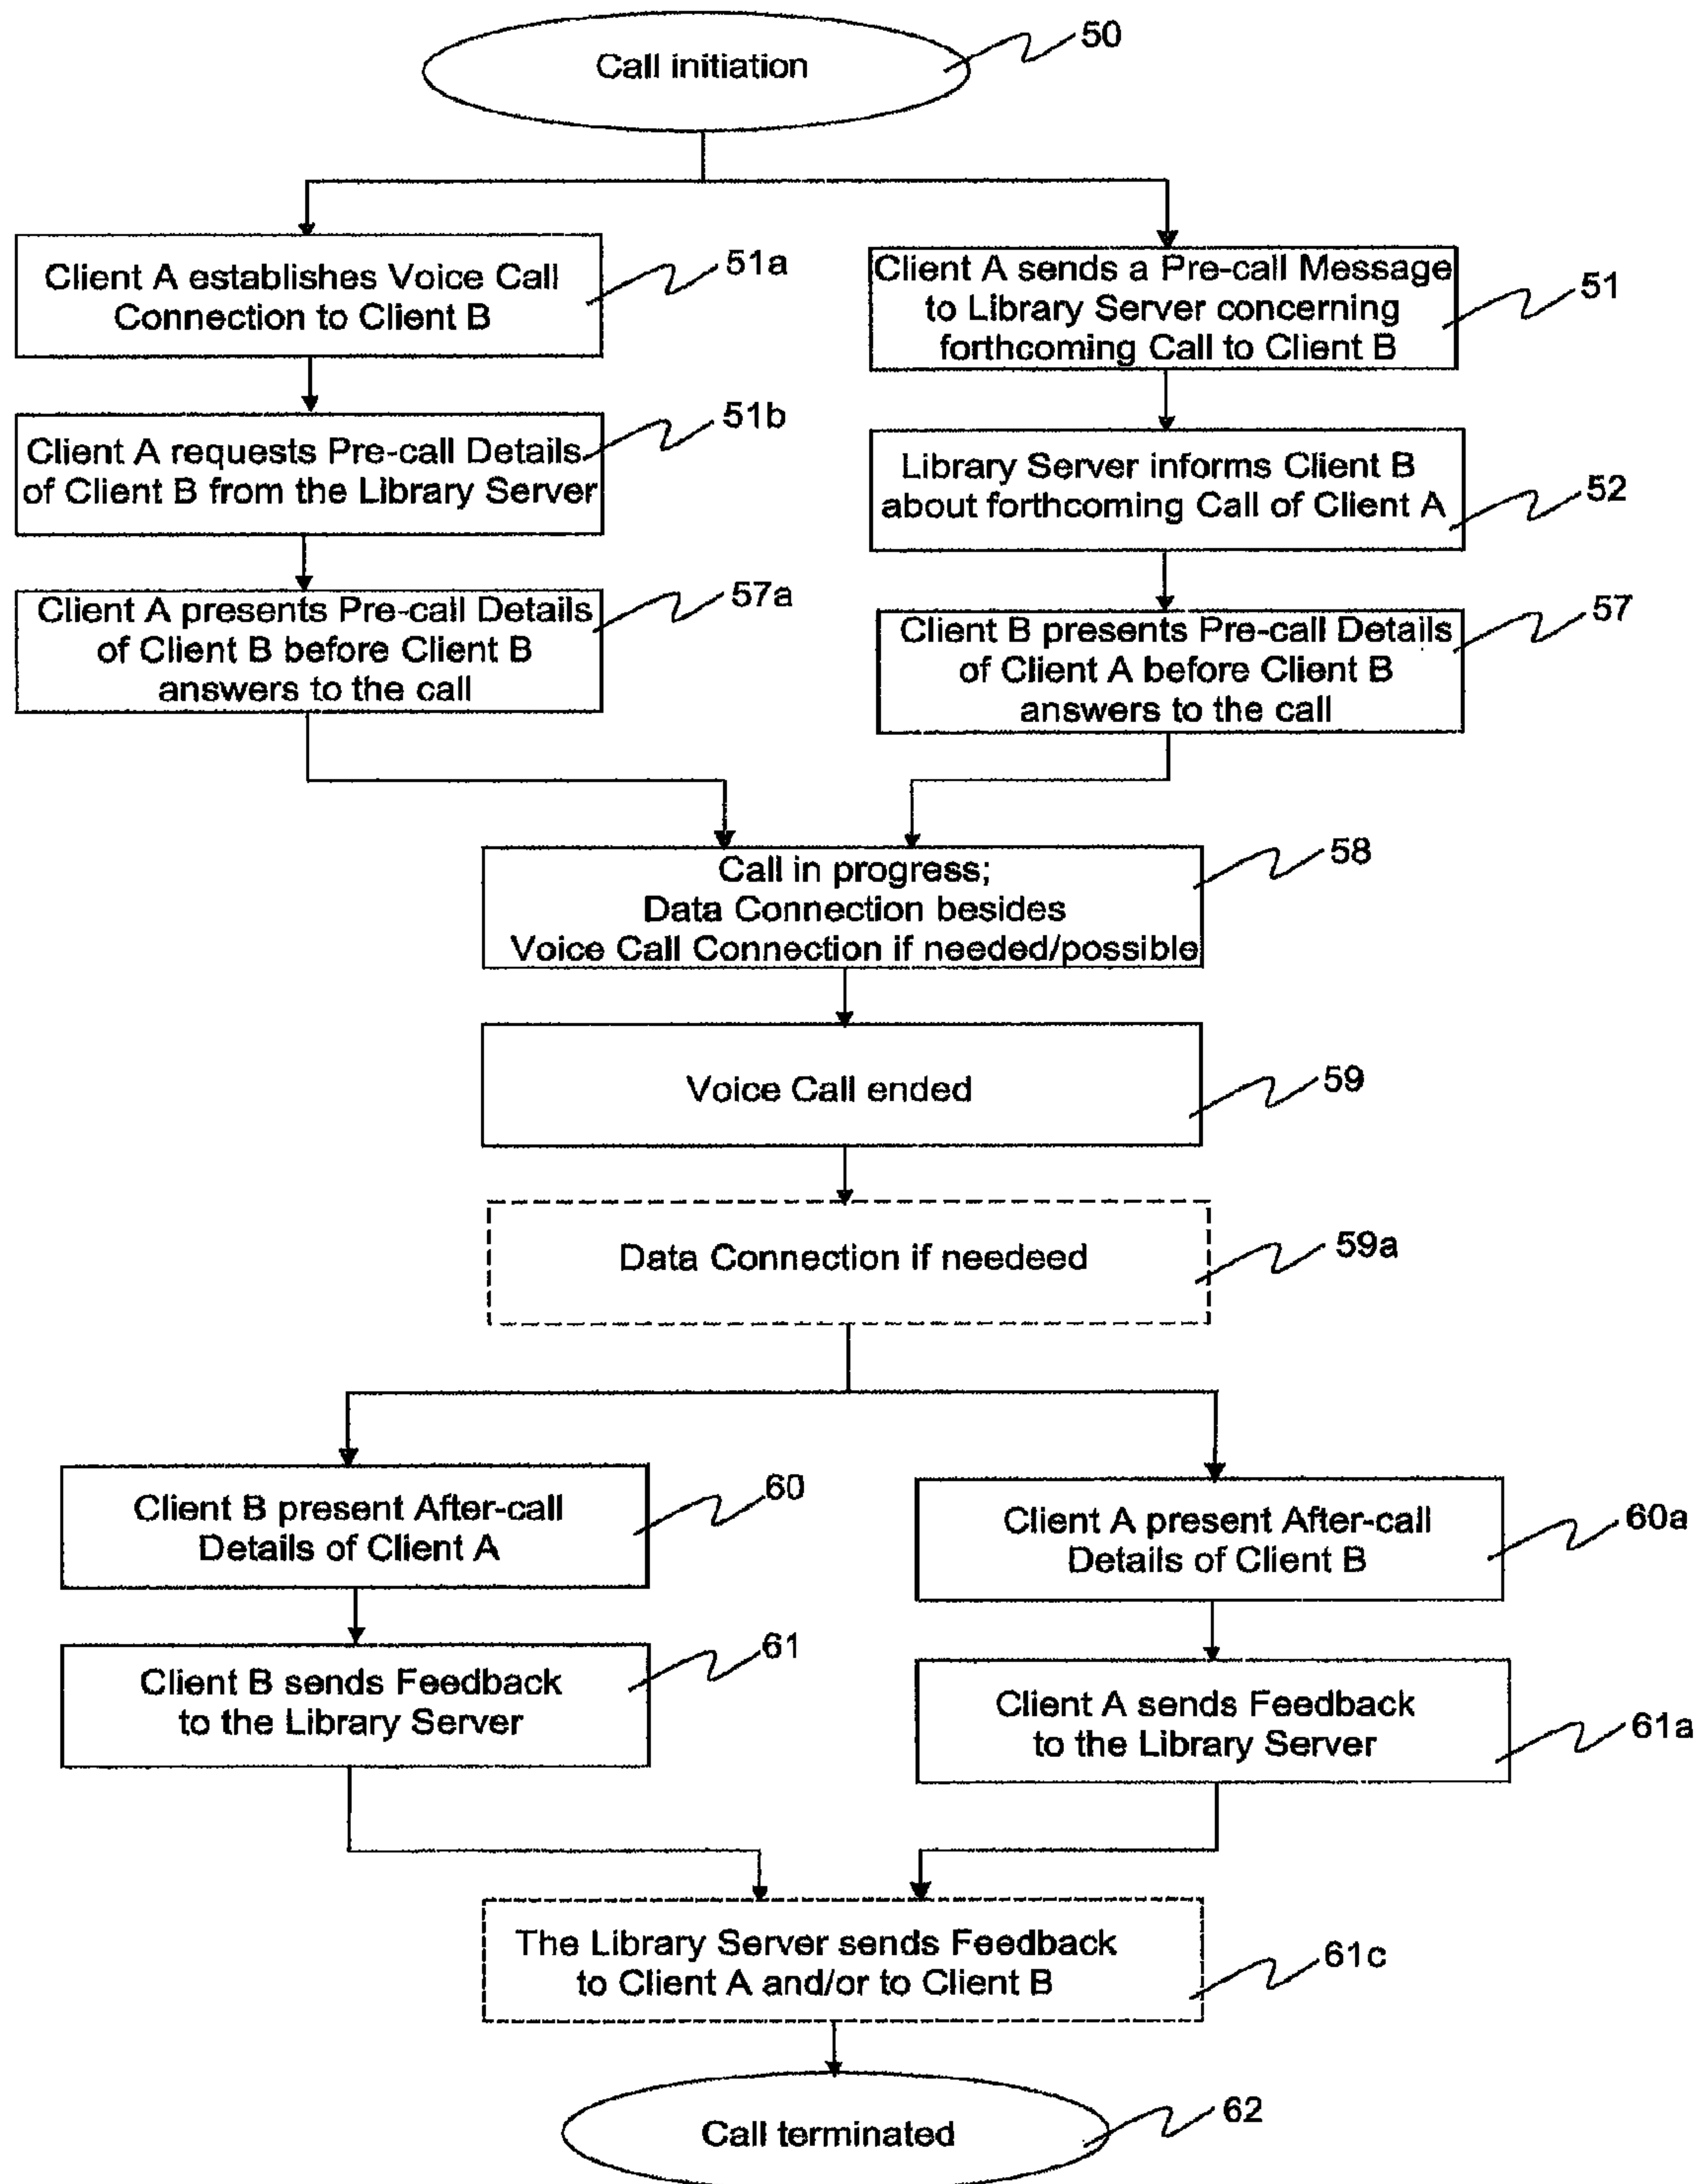 50
Call initiation
51a
Client A establishes Voice Call
Connection to Client B
51
Client A sends a Pre-call Message
to Library Server concerning
forthcoming Call to Client B
51b
Client A requests Pre-call Details
of Client B from the Library Server
52
Library Server informs Client B
about forthcoming Call of Client A
57a
Client A presents Pre-call Details
of Client B before Client B
answers to the call
57
Client B presents Pre-call Details
of Client A before Client B
answers to the call
58
Call in progress;
Data Connection besides
Voice Call Connection if needed/possible
59
Voice Call ended
59a
Data Connection if needeed
60
Client B present After-call
Details of Client A
60a
Client A present After-call
Details of Client B
61
Client B sends Feedback
to the Library Server
61a
Client A sends Feedback
to the Library Server
61c
The Library Server sends Feedback
to Client A and/or to Client B
62
Call terminated